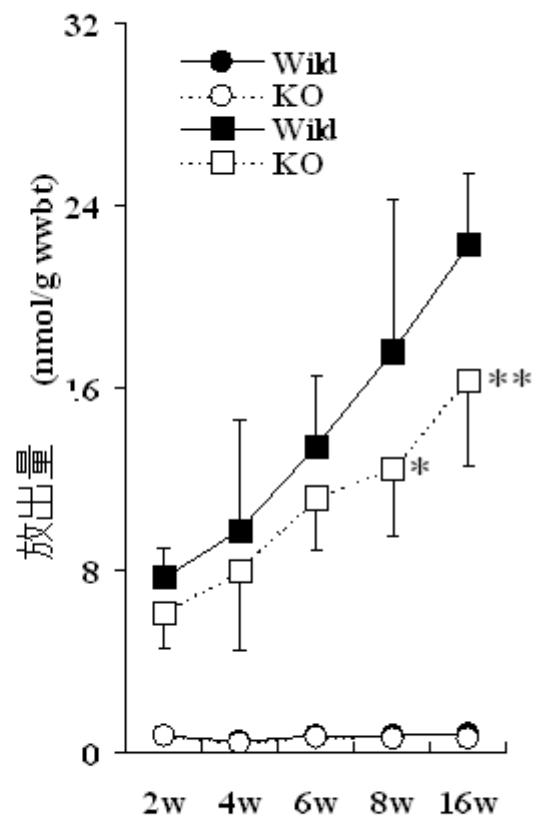 32
Wild
KO
Wild
KO
24
16
8
0
放出量 (nmol/g wwbt)
**
*
2w 4w 6w 8w 16w